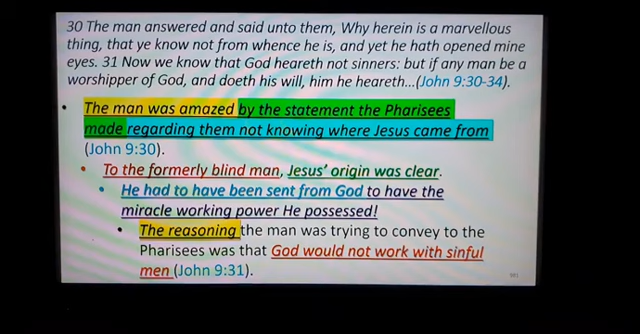 30 The man answered and said unto them, Why herein is a marvellous
thing, that ye know not from whence he is, and yet he hath opened mine
eyes. 31 Now we know that God heareth not sinners: but if any man be a
worshipper of God, and doeth his will, him he heareth...(John 9:30-34).
• The man was amazed by the statement the Pharisees
made regarding them not knowing where Jesus came from
(John 9:30).
• To the formerly blind man, Jesus' origin was clear.
• He had to have been sent from God to have the
miracle working power He possessed!
• The reasoning the man was trying to convey to the
Pharisees was that God would not work with sinful
men (John 9:31).